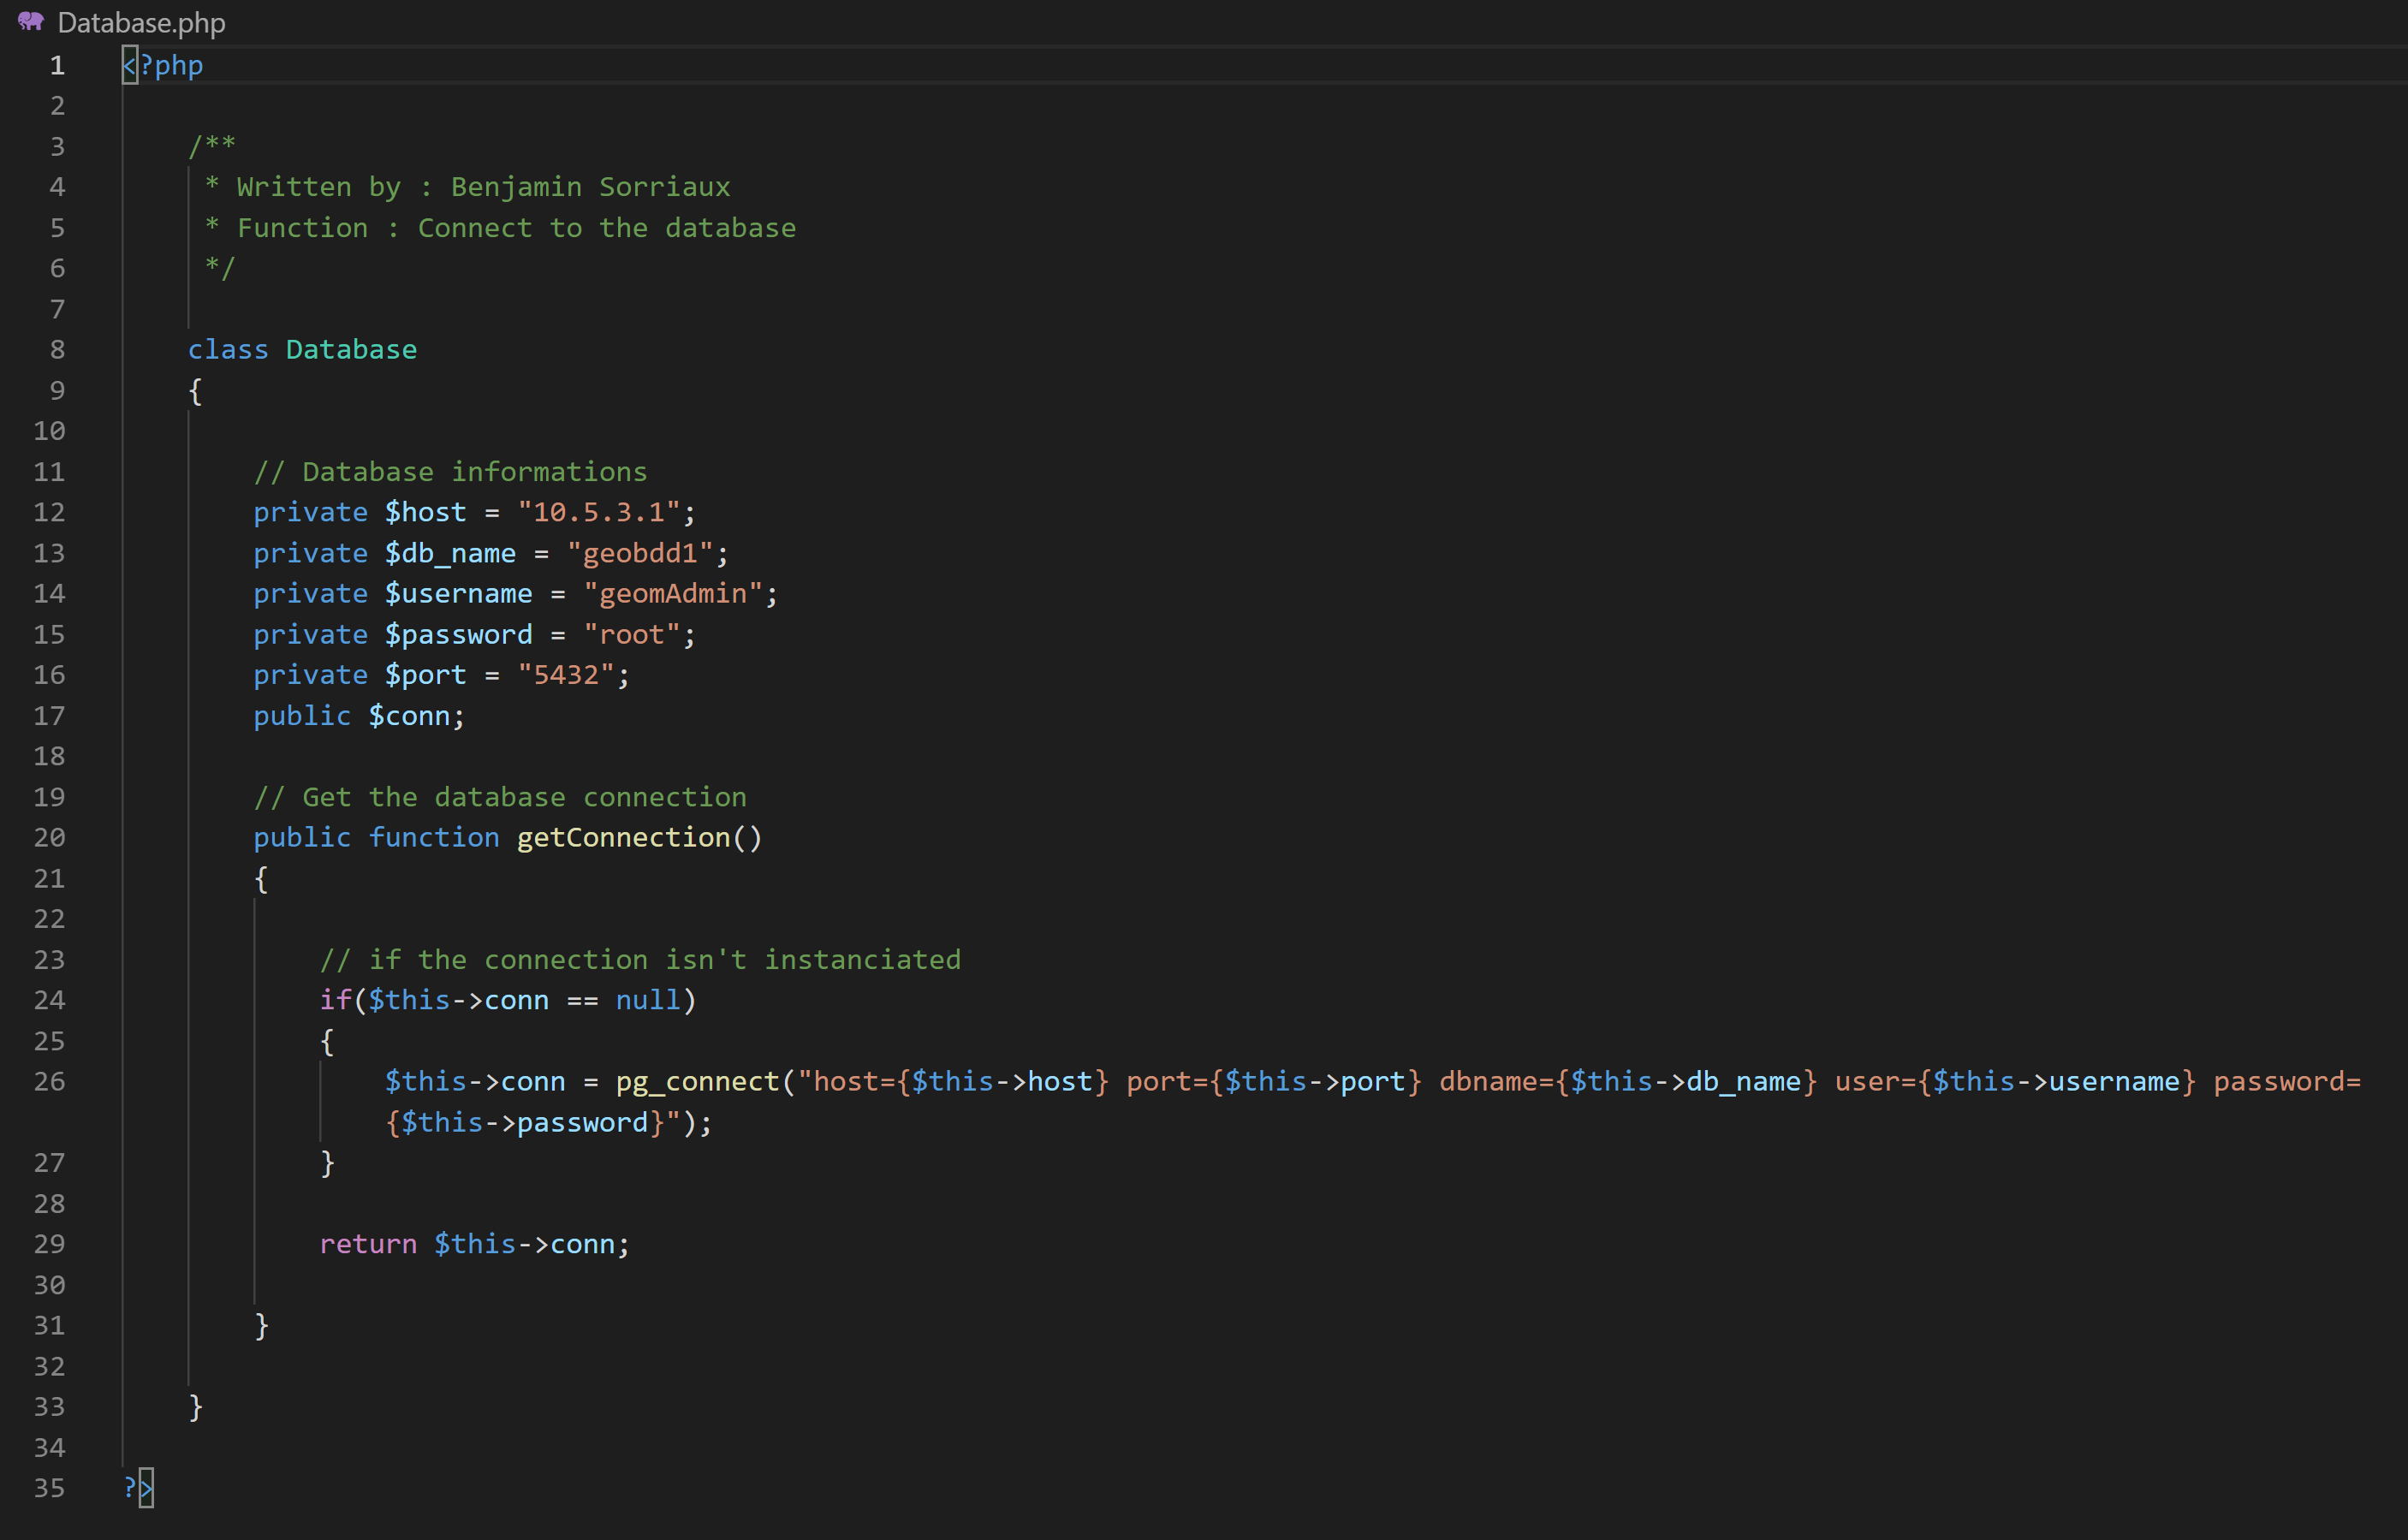 Database.php
1 <?php
2
3 /**
4 * Written by : Benjamin Sorriaux
5 * Function : Connect to the database
6 */
7
8 class Database
9 {
10
11 // Database informations
12 private $host = "10.5.3.1";
13 private $db_name = "geobdd1";
14 private $username = "geomAdmin";
15 private $password = "root";
16 private $port = "5432";
17 public $conn;
18
19 // Get the database connection
20 public function getConnection()
21 {
22
23 // if the connection isn't instanciated
24 if($this->conn == null)
25 {
26 $this->conn = pg_connect("host={$this->host} port={$this->port} dbname={$this->db_name} user={$this->username} password=
{$this->password}");
27 }
28
29 return $this->conn;
30
31 }
32
33 }
34
35 ?>